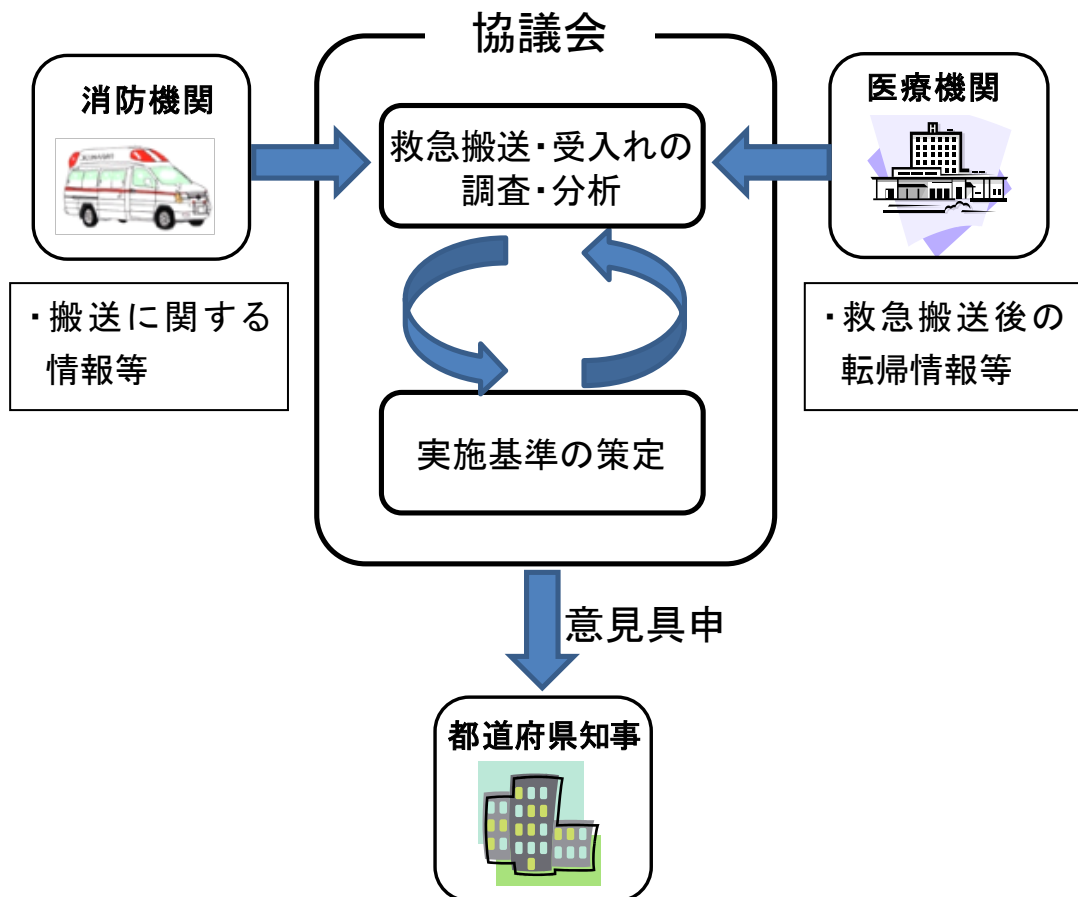 協議会
消防機関
医療機関
救急搬送・受入れの
調査・分析
・搬送に関する
情報等
・救急搬送後の
転帰情報等
実施基準の策定
意見具申
都道府県知事